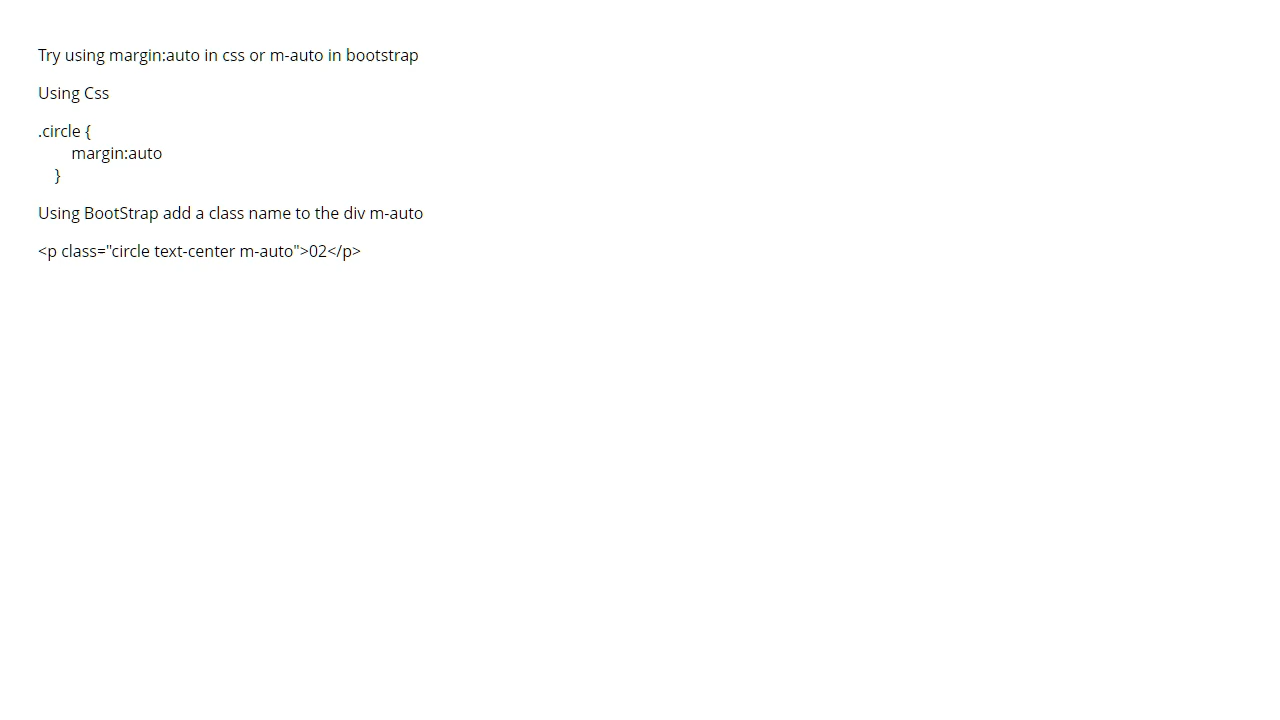 Try using margin:auto in css or m-auto in bootstrap
Using Css
.circle {
margin:auto
}
Using BootStrap add a class name to the div m-auto
<p class="circle text-center m-auto">02</p>